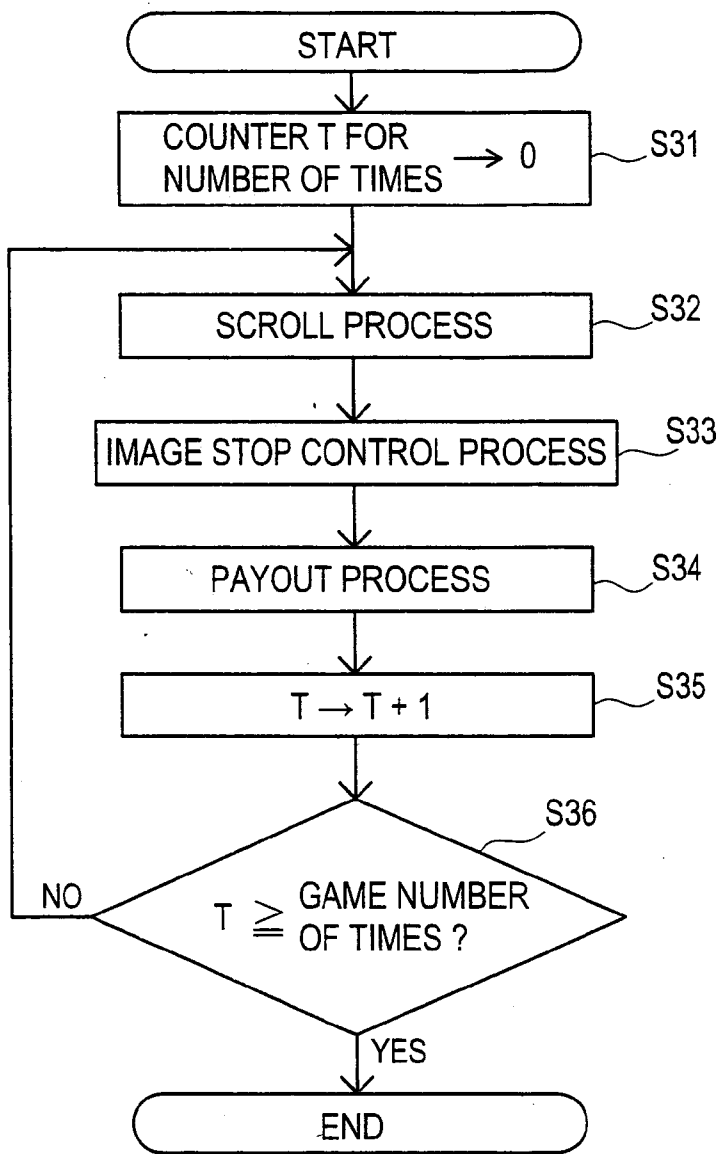 START
COUNTER T FOR
NUMBER OF TIMES → 0
S31
SCROLL PROCESS
S32
IMAGE STOP CONTROL PROCESS
S33
PAYOUT PROCESS
S34
T → T + 1
S35
S36
T ≧ GAME NUMBER
OF TIMES ?
NO
YES
END